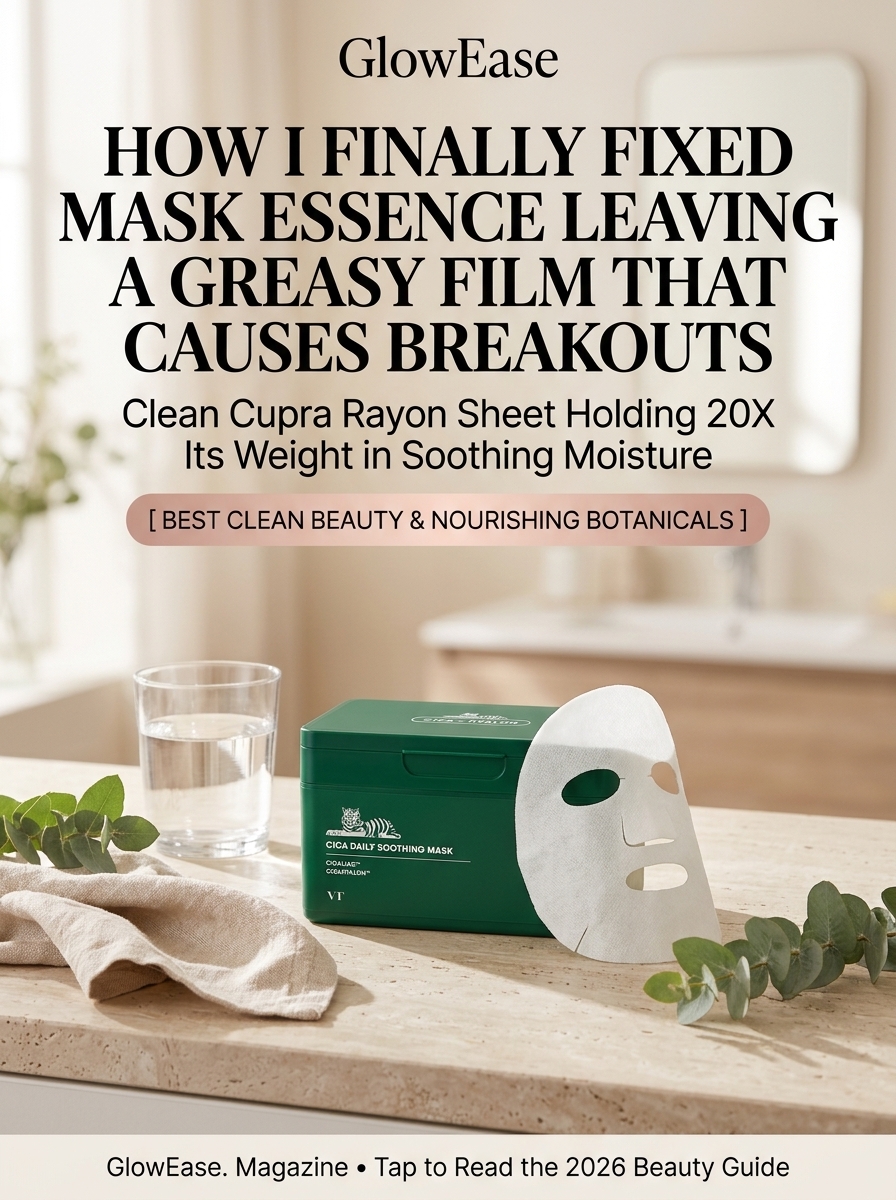 GlowEase
HOW I FINALLY FIXED
MASK ESSENCE LEAVING
A GREASY FILM THAT
CAUSES BREAKOUTS
Clean Cupra Rayon Sheet Holding 20X
Its Weight in Soothing Moisture
[ BEST CLEAN BEAUTY & NOURISHING BOTANICALS ]
CICA DAILY SOOTHING MASK
VT
GlowEase. Magazine • Tap to Read the 2026 Beauty Guide